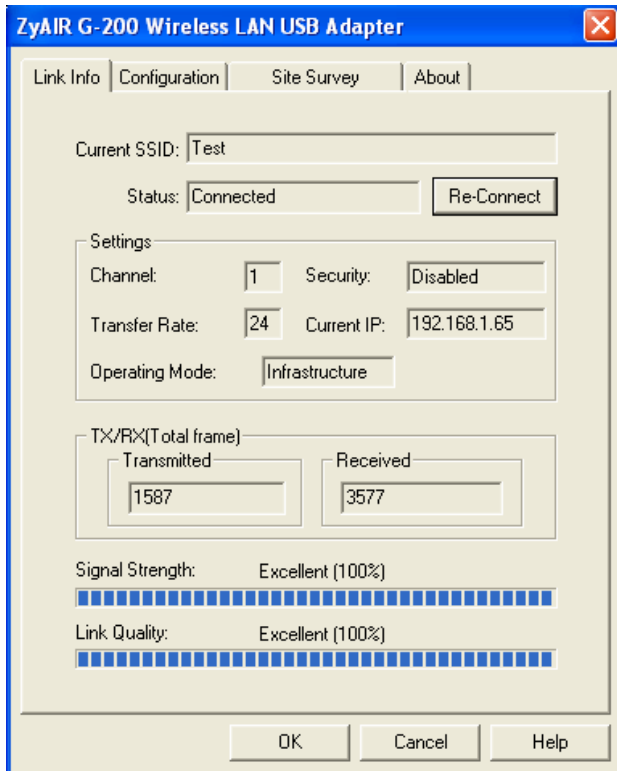 ZyAIR G-200 Wireless LAN USB Adapter
Link Info Configuration Site Survey About
Current SSID: Test
Status: Connected Re-Connect
Settings
Channel: 1 Security: Disabled
Transfer Rate: 24 Current IP: 192.168.1.65
Operating Mode: Infrastructure
TX/RX(Total frame)
Transmitted Received
1587 3577
Signal Strength: Excellent (100%)
Link Quality: Excellent (100%)
OK Cancel Help